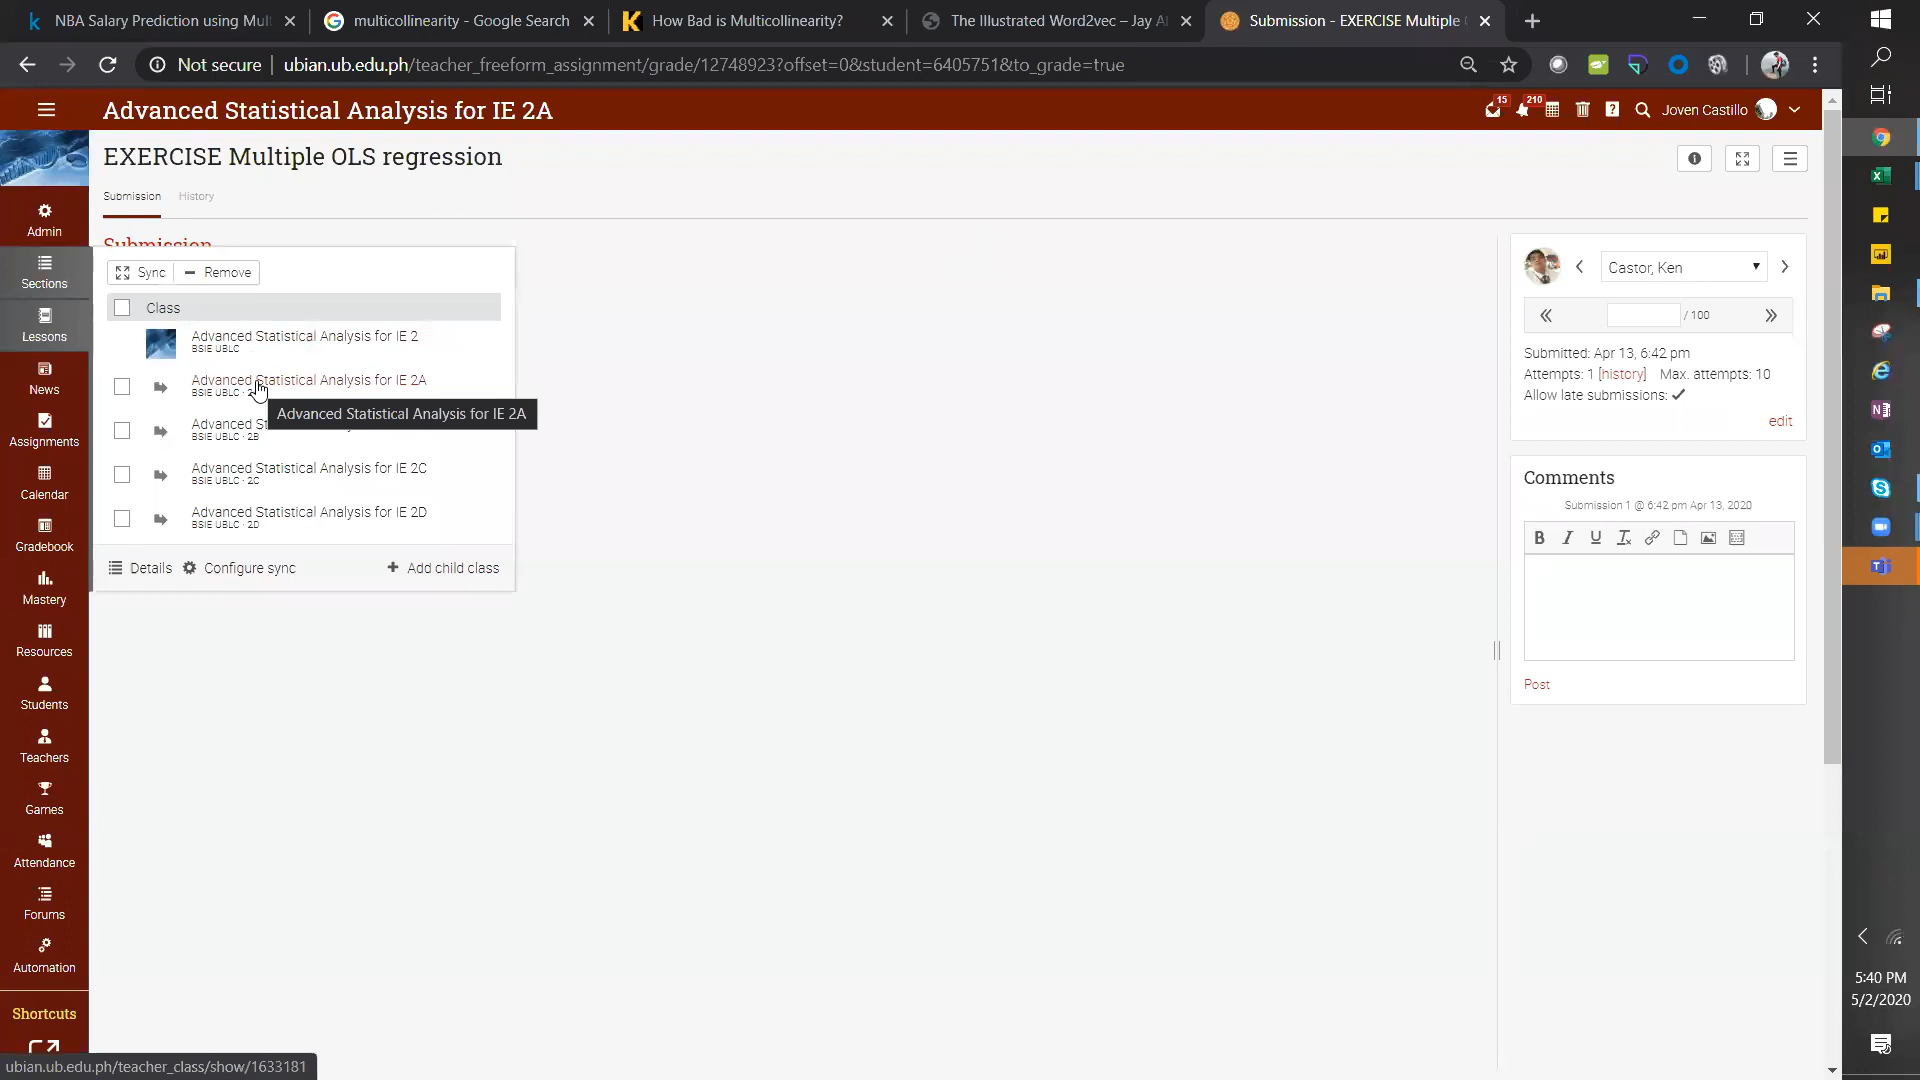 NBA Salary Prediction using Mul
multicollinearity - Google Search
How Bad is Multicollinearity?
The Illustrated Word2vec – Jay Al
Submission - EXERCISE Multiple
Not secure
ubian.ub.edu.ph/teacher_freeform_assignment/grade/12748923?offset=0&student=6405751&to_grade=true
Advanced Statistical Analysis for IE 2A
15
210
Joven Castillo
EXERCISE Multiple OLS regression
Submission
History
Submission
Admin
Sections
Lessons
News
Assignments
Calendar
Gradebook
Mastery
Resources
Students
Teachers
Games
Attendance
Forums
Automation
Shortcuts
Sync
Remove
Class
Advanced Statistical Analysis for IE 2
BSIE UBLC
Advanced Statistical Analysis for IE 2A
BSIE UBLC · 2
Advanced Statistical Analysis for IE 2A
Advanced St
BSIE UBLC · 2B
Advanced Statistical Analysis for IE 2C
BSIE UBLC · 2C
Advanced Statistical Analysis for IE 2D
BSIE UBLC · 2D
Details
Configure sync
Add child class
Castor, Ken
/ 100
Submitted: Apr 13, 6:42 pm
Attempts: 1 [history] Max. attempts: 10
Allow late submissions:
edit
Comments
Submission 1 @ 6:42 pm Apr 13, 2020
B I U
Post
5:40 PM
5/2/2020
ubian.ub.edu.ph/teacher_class/show/1633181